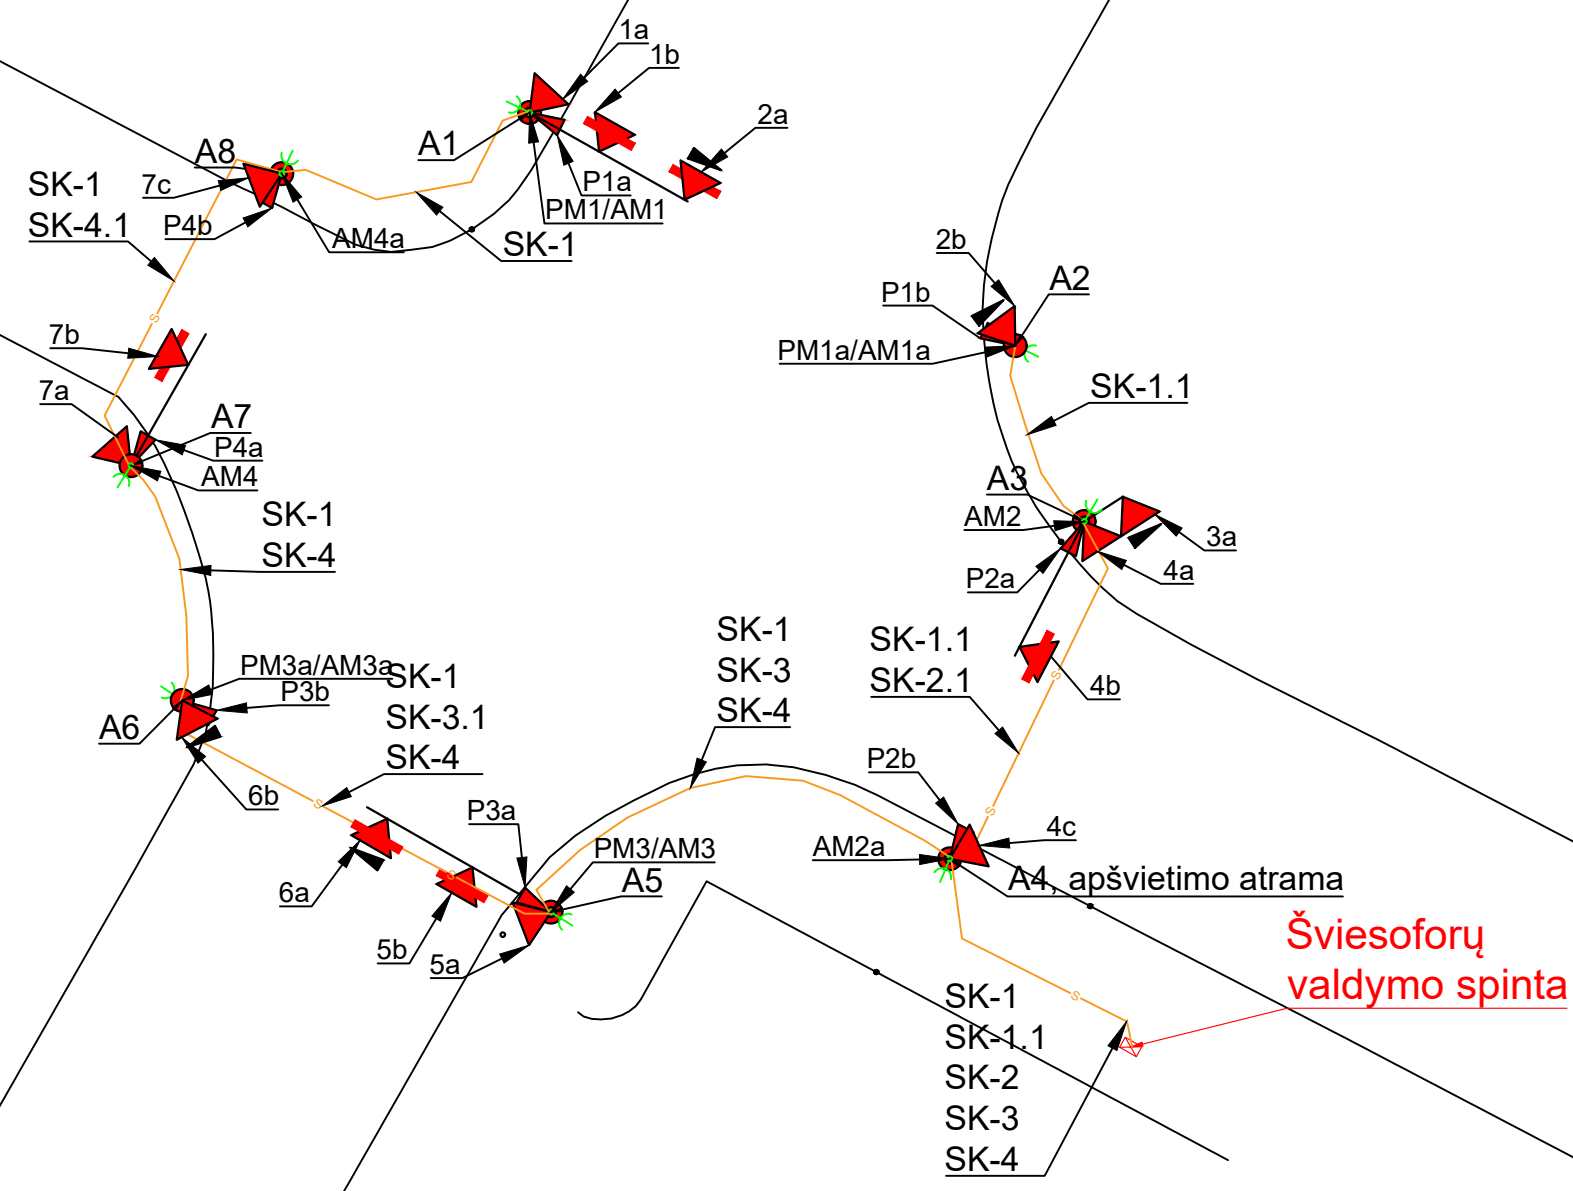 1a
1b
2a
A1
A8
7c
SK-1
SK-4.1
P4b
AM4a
P1a
PM1/AM1
SK-1
2b
A2
P1b
PM1a/AM1a
7b
7a
A7
P4a
AM4
SK-1.1
A3
AM2
3a
P2a
4a
SK-1
SK-4
SK-1
SK-3
SK-4
SK-1.1
SK-2.1
4b
PM3a/AM3a
P3b
A6
SK-1
SK-3.1
SK-4
6b
P2b
4c
AM2a
A4, apšvietimo atrama
P3a
PM3/AM3
A5
6a
5b
5a
Šviesoforų
valdymo spinta
SK-1
SK-1.1
SK-2
SK-3
SK-4
s
s
s
s
s
s